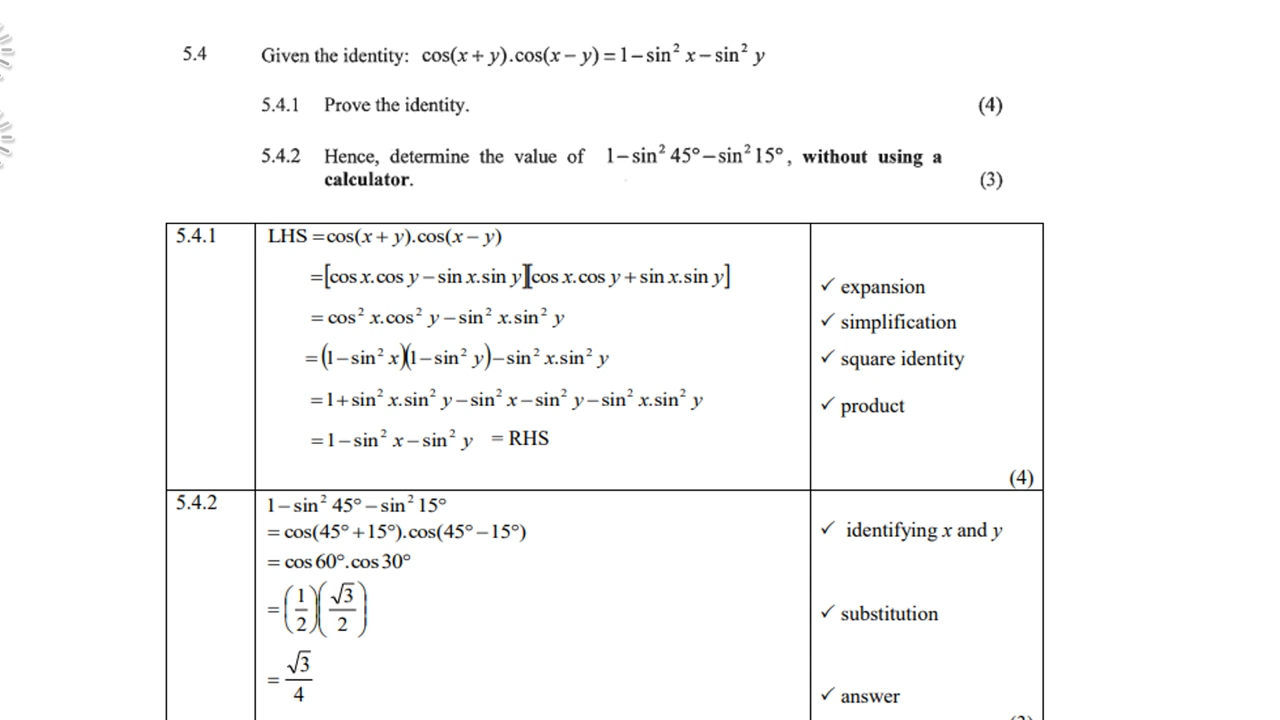 5.4 Given the identity: cos(x + y).cos(x − y) = 1 − sin² x − sin² y
5.4.1 Prove the identity. (4)
5.4.2 Hence, determine the value of 1 − sin² 45° − sin² 15°, without using a
calculator. (3)
5.4.1 LHS = cos(x + y).cos(x − y)
= [cos x.cos y − sin x.sin y][cos x.cos y + sin x.sin y] ✓ expansion
= cos² x.cos² y − sin² x.sin² y ✓ simplification
= (1 − sin² x)(1 − sin² y) − sin² x.sin² y ✓ square identity
= 1 + sin² x.sin² y − sin² x − sin² y − sin² x.sin² y ✓ product
= 1 − sin² x − sin² y = RHS
(4)
5.4.2 1 − sin² 45° − sin² 15°
= cos(45° + 15°).cos(45° − 15°) ✓ identifying x and y
= cos 60°.cos 30°
= (1/2)(√3/2) ✓ substitution
= √3/4 ✓ answer